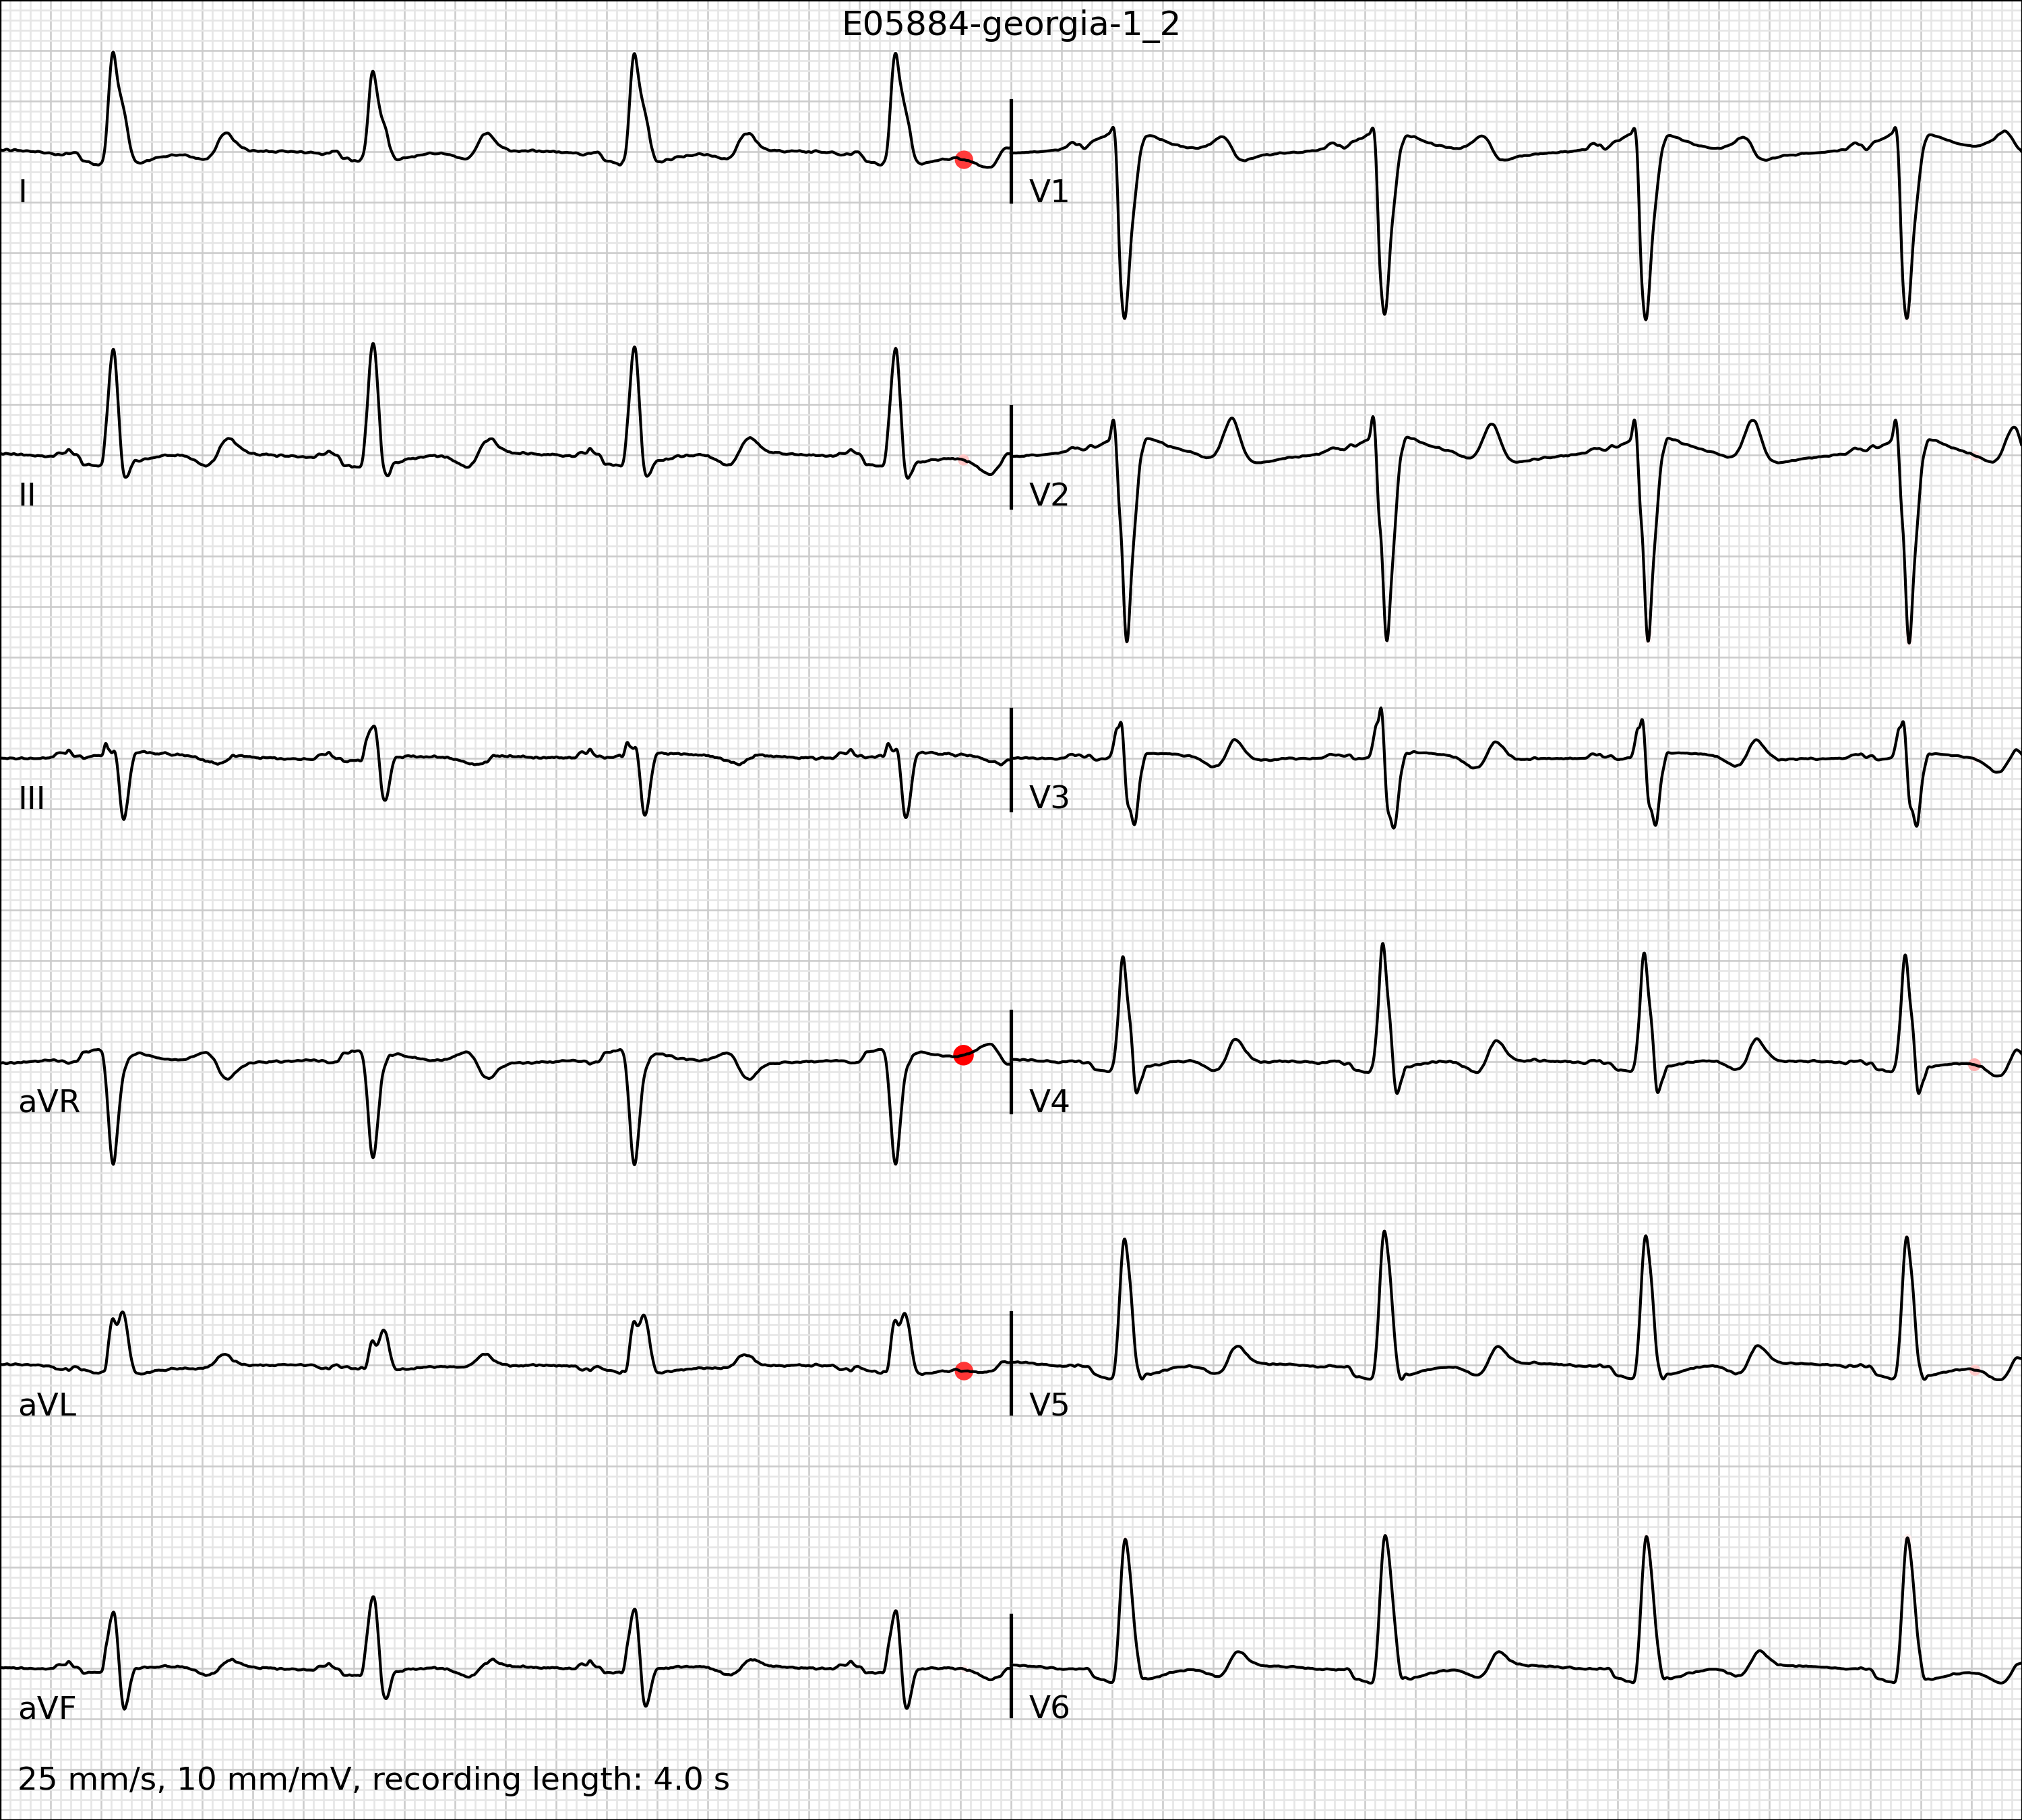 E05884-georgia-1_2
I
V1
II
V2
III
V3
aVR
V4
aVL
V5
aVF
V6
25 mm/s, 10 mm/mV, recording length: 4.0 s